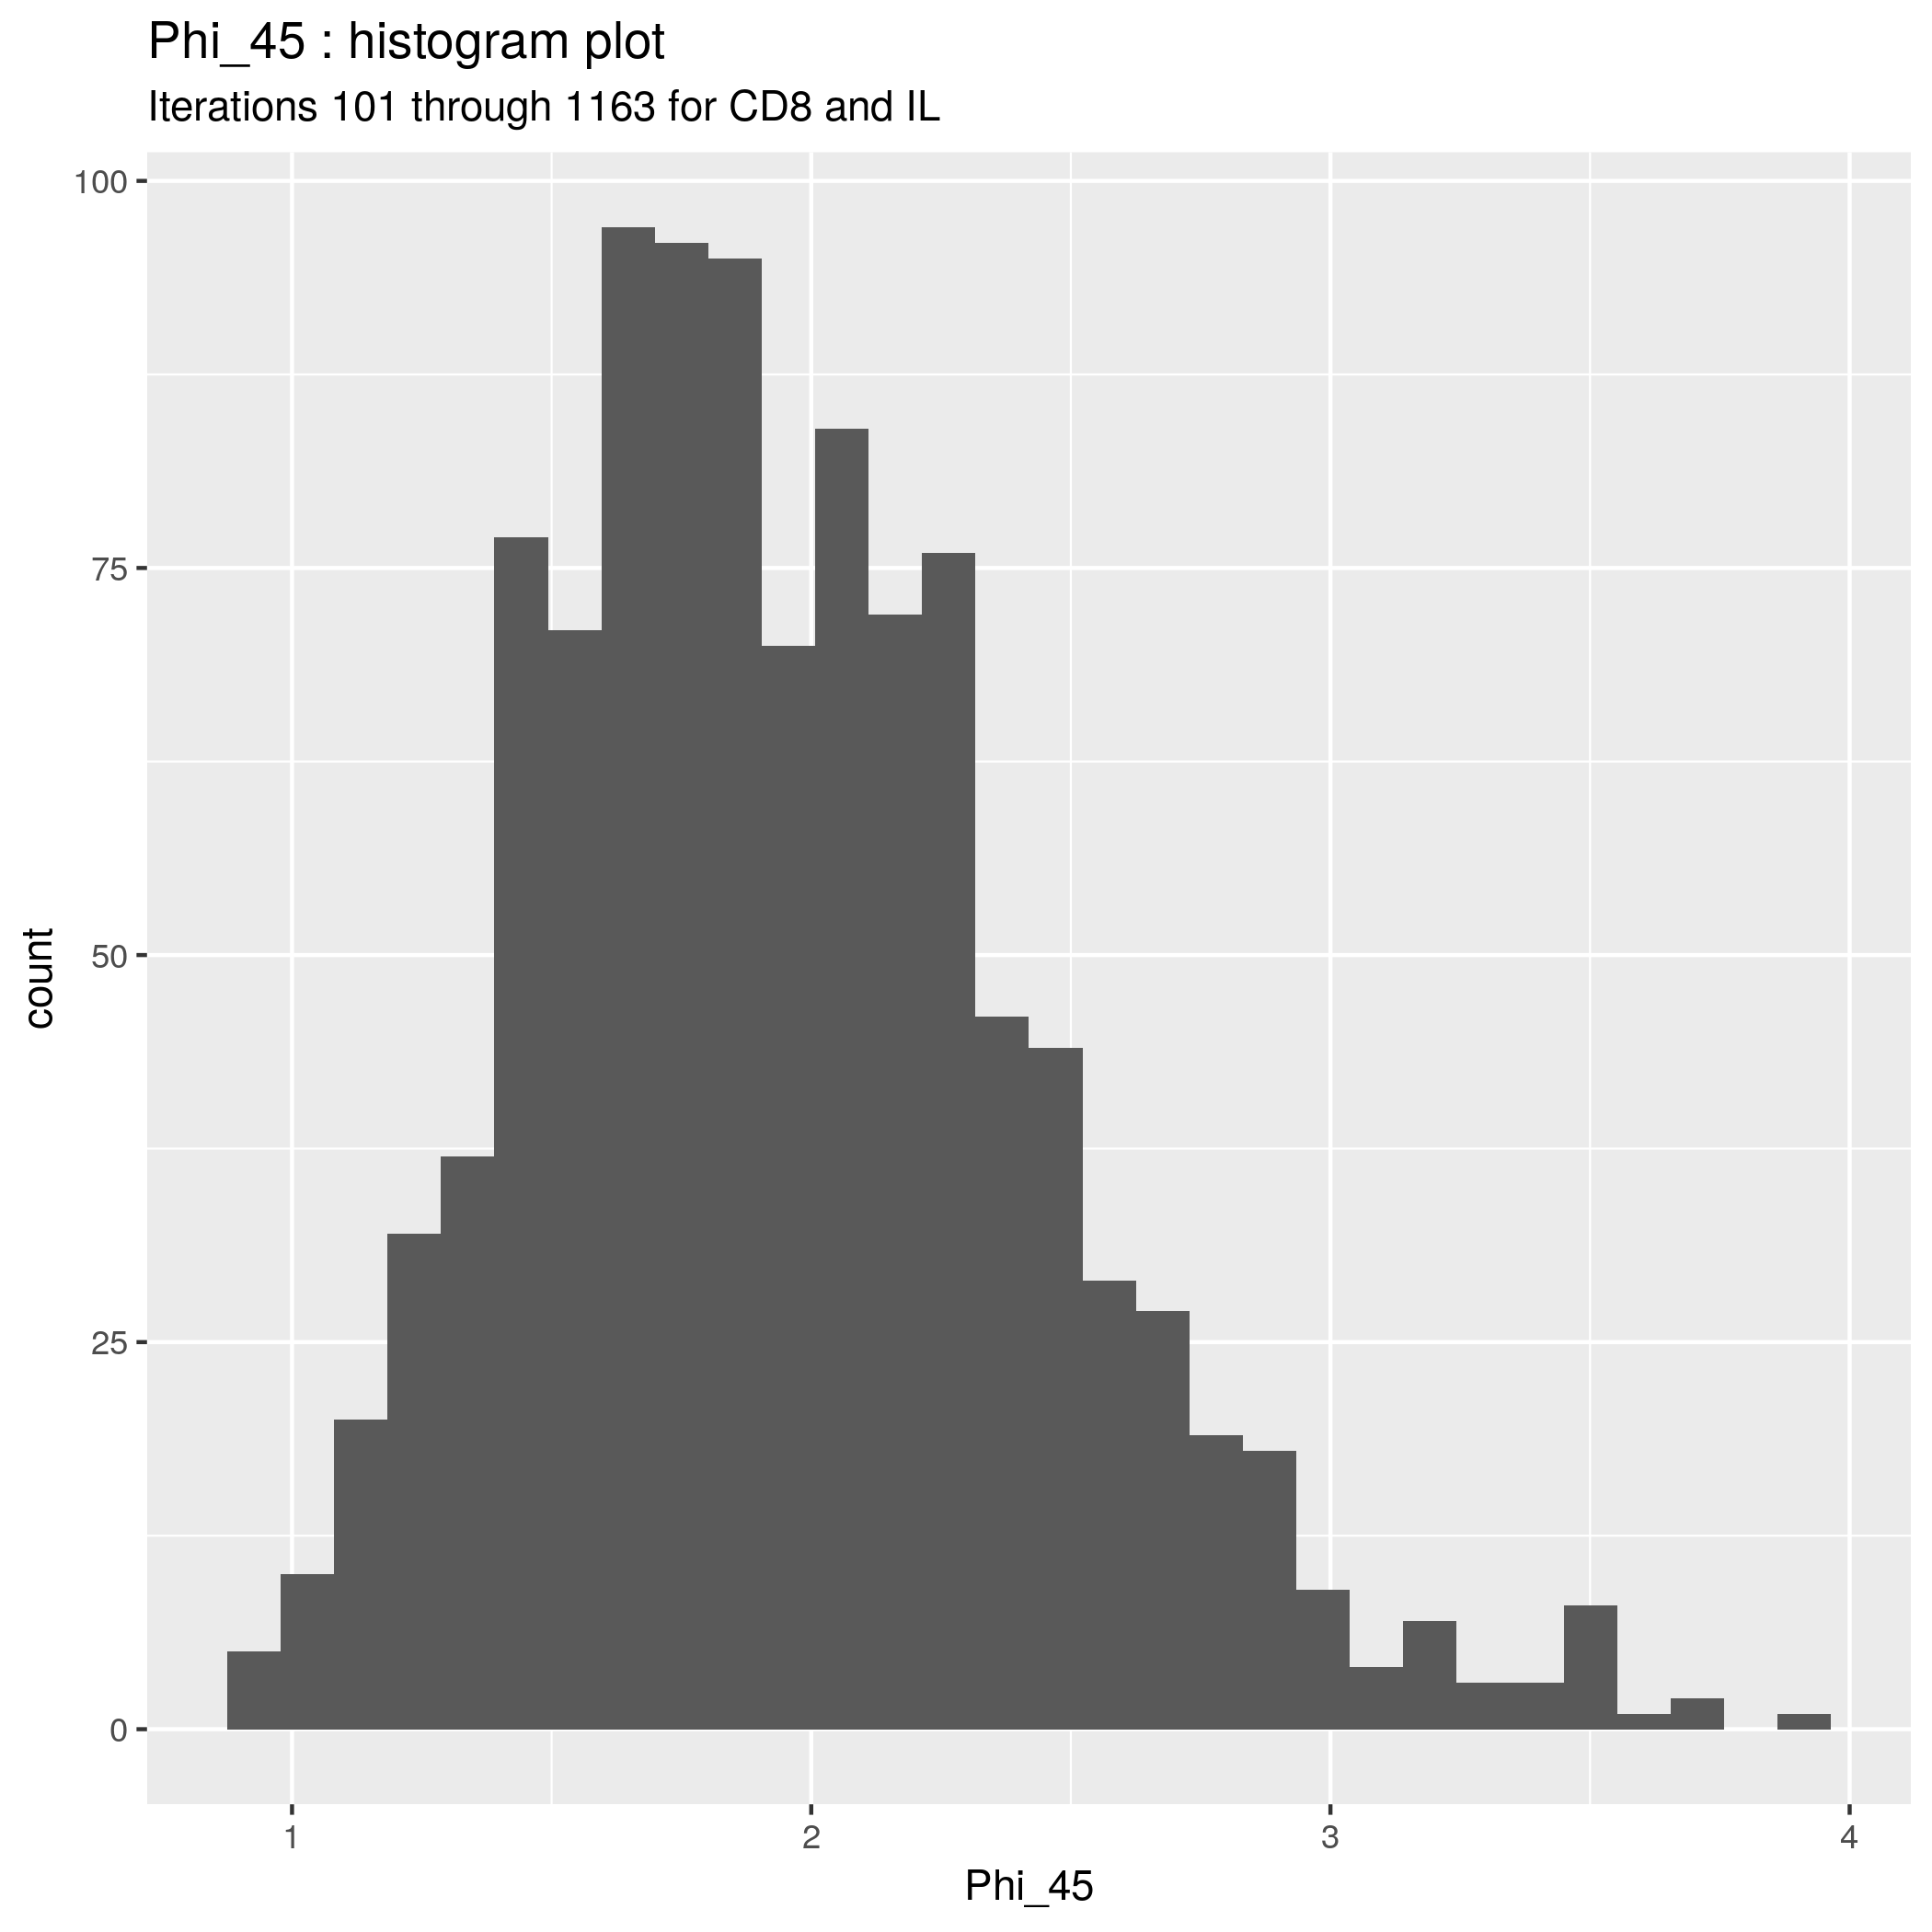 Phi_45 : histogram plot
Iterations 101 through 1163 for CD8 and IL
100
75
50
25
0
count
1 2 3 4
Phi_45